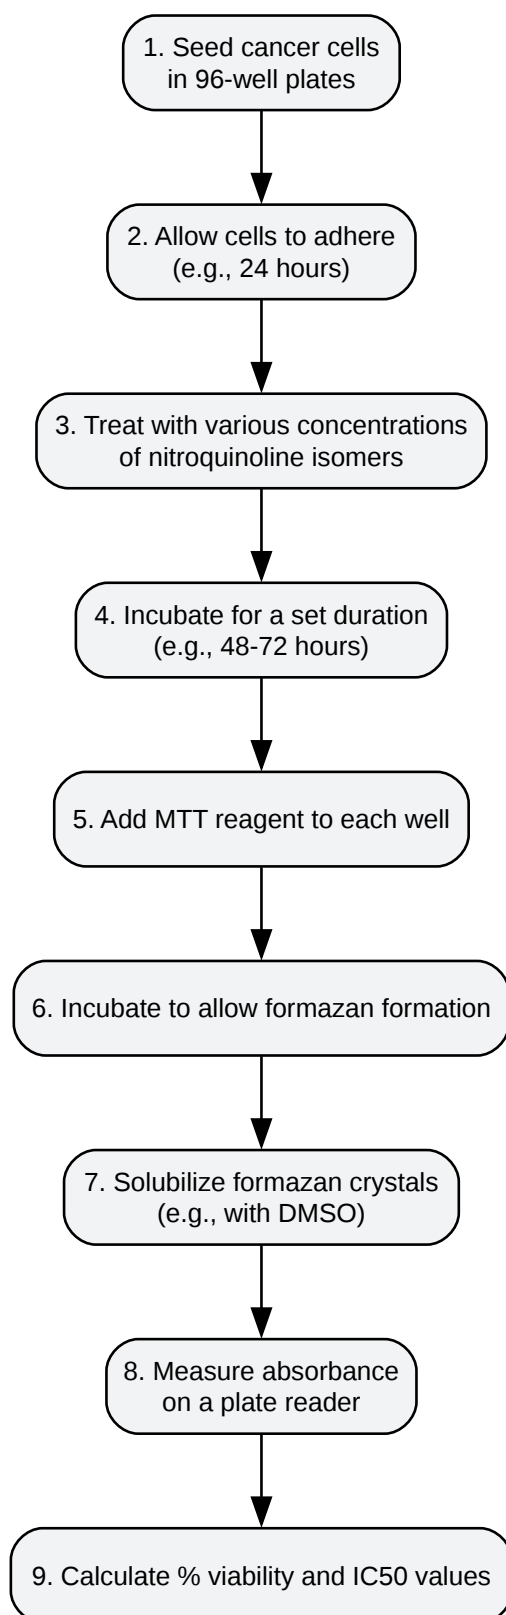 1. Seed cancer cells
in 96-well plates
2. Allow cells to adhere
(e.g., 24 hours)
3. Treat with various concentrations
of nitroquinoline isomers
4. Incubate for a set duration
(e.g., 48-72 hours)
5. Add MTT reagent to each well
6. Incubate to allow formazan formation
7. Solubilize formazan crystals
(e.g., with DMSO)
8. Measure absorbance
on a plate reader
9. Calculate % viability and IC50 values